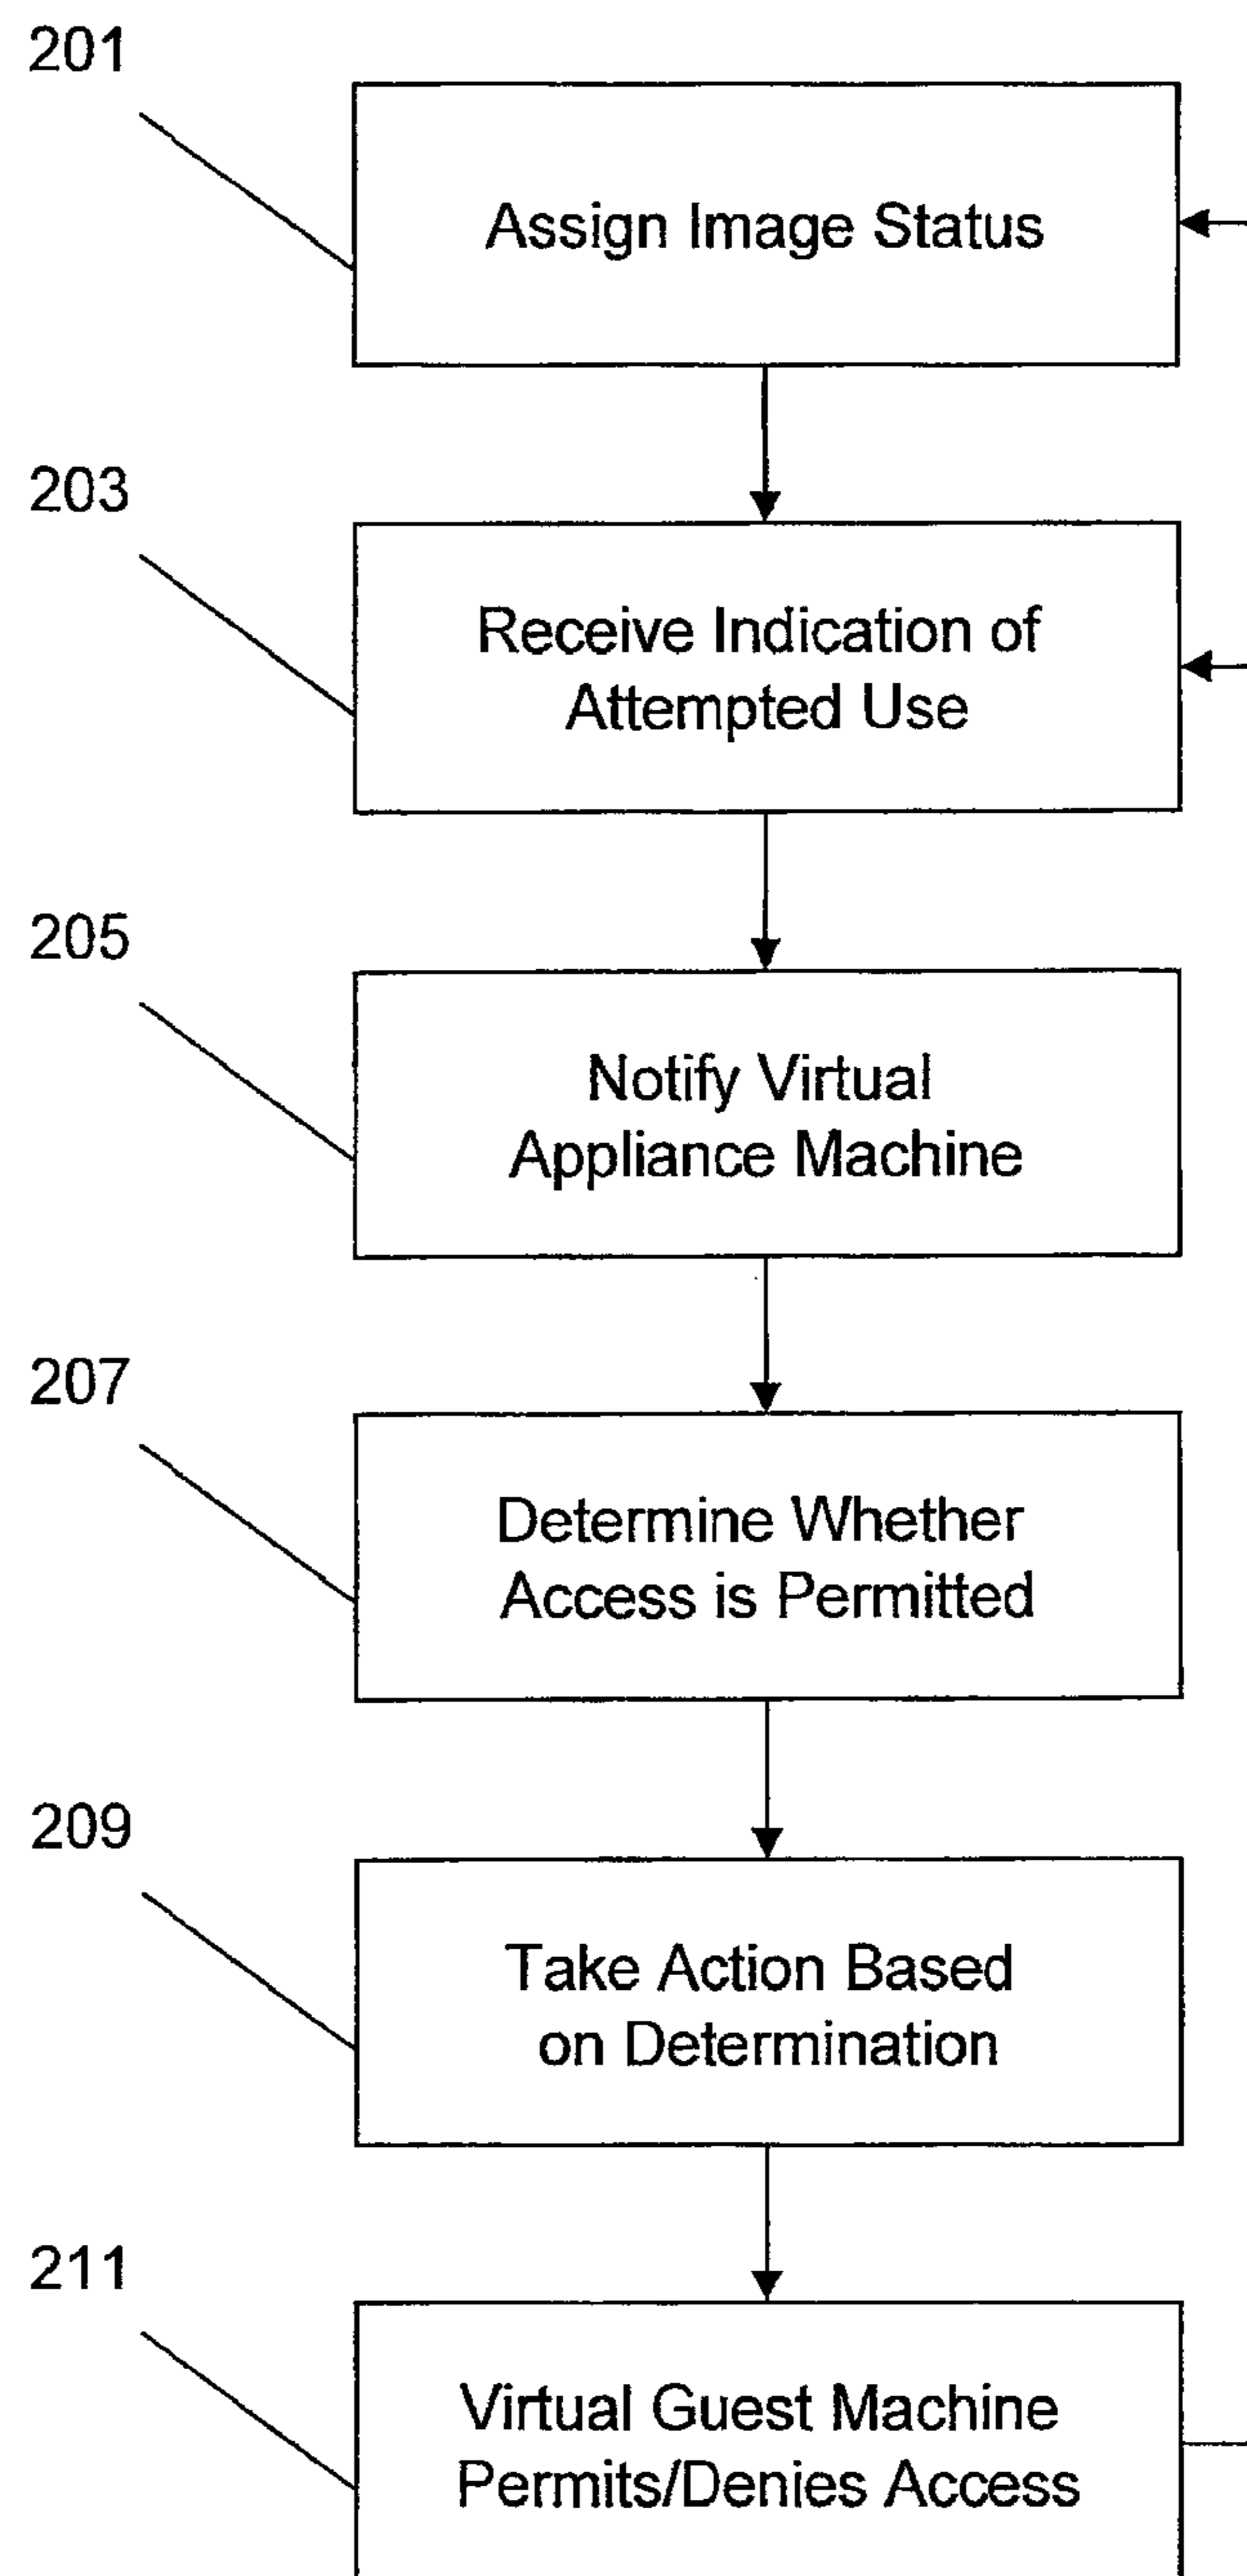 201
Assign Image Status
203
Receive Indication of
Attempted Use
205
Notify Virtual
Appliance Machine
207
Determine Whether
Access is Permitted
209
Take Action Based
on Determination
211
Virtual Guest Machine
Permits/Denies Access